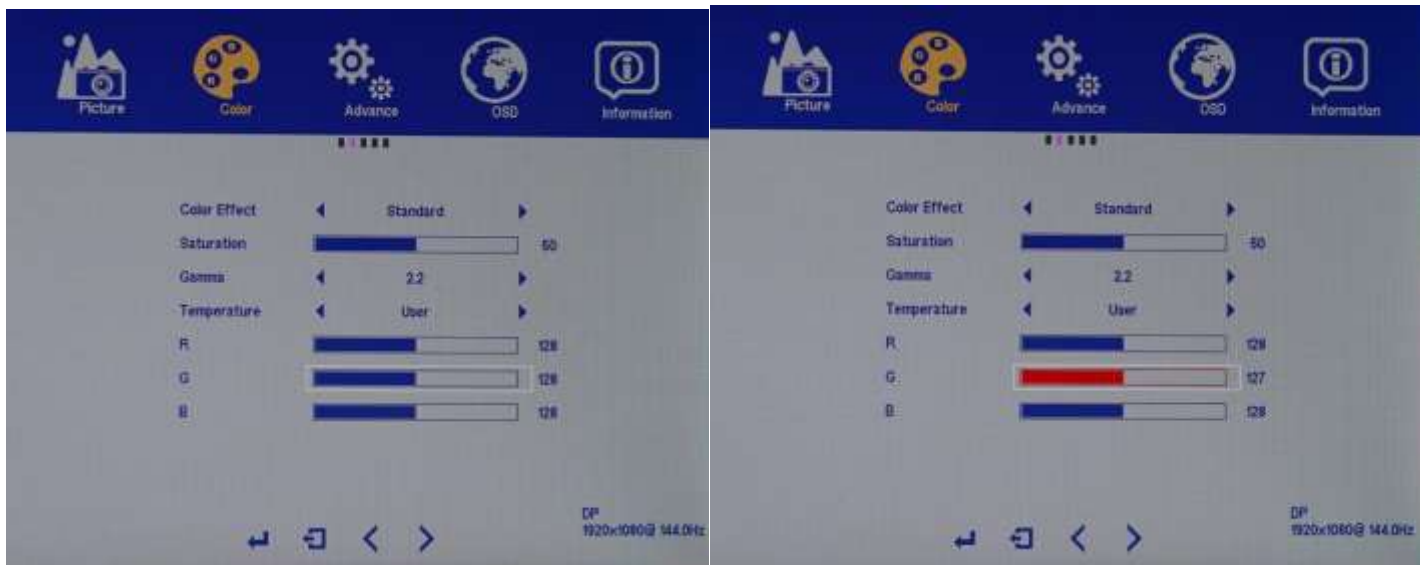 Picture Color Advance OSD Information
Color Effect Standard
Saturation 50
Gamma 2.2
Temperature User
R 128
G 128
B 128
DP
1920x1080@ 144.0Hz
Picture Color Advance OSD Information
Color Effect Standard
Saturation 50
Gamma 2.2
Temperature User
R 128
G 127
B 128
DP
1920x1080@ 144.0Hz